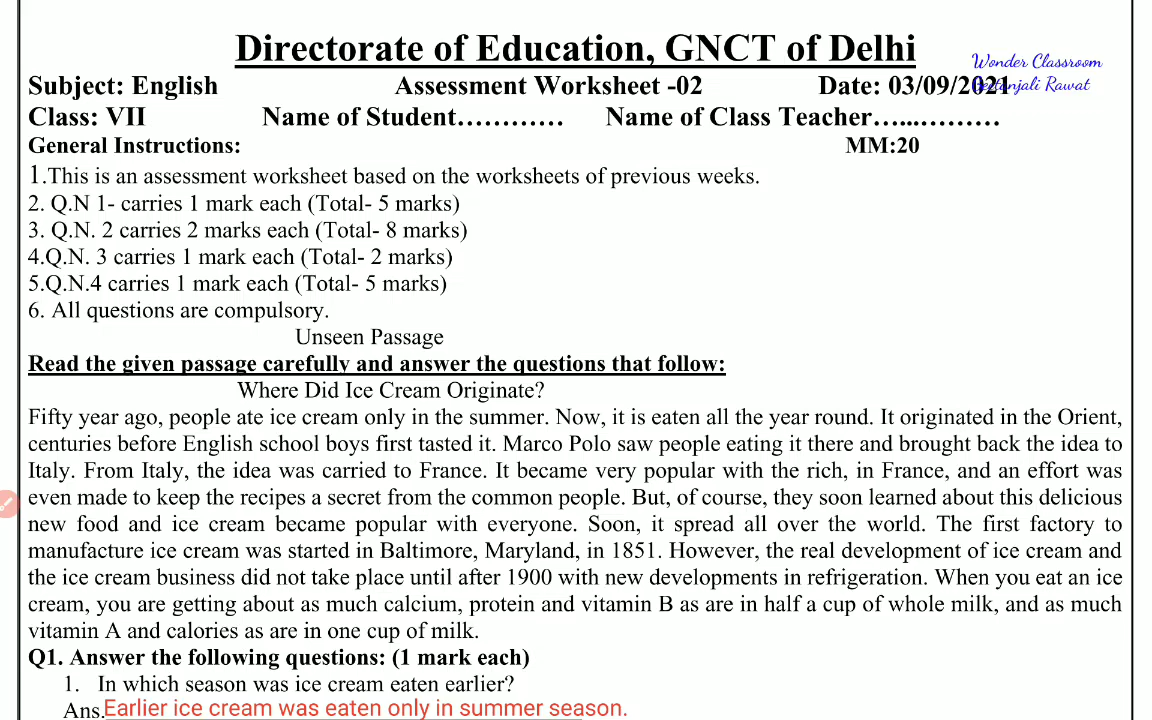 Directorate of Education, GNCT of Delhi
Wonder Classroom
Subject: English Assessment Worksheet -02 Date: 03/09/2021
Geetanjali Rawat
Class: VII Name of Student………… Name of Class Teacher…...………
General Instructions: MM:20
1.This is an assessment worksheet based on the worksheets of previous weeks.
2. Q.N 1- carries 1 mark each (Total- 5 marks)
3. Q.N. 2 carries 2 marks each (Total- 8 marks)
4.Q.N. 3 carries 1 mark each (Total- 2 marks)
5.Q.N.4 carries 1 mark each (Total- 5 marks)
6. All questions are compulsory.
Unseen Passage
Read the given passage carefully and answer the questions that follow:
Where Did Ice Cream Originate?
Fifty year ago, people ate ice cream only in the summer. Now, it is eaten all the year round. It originated in the Orient,
centuries before English school boys first tasted it. Marco Polo saw people eating it there and brought back the idea to
Italy. From Italy, the idea was carried to France. It became very popular with the rich, in France, and an effort was
even made to keep the recipes a secret from the common people. But, of course, they soon learned about this delicious
new food and ice cream became popular with everyone. Soon, it spread all over the world. The first factory to
manufacture ice cream was started in Baltimore, Maryland, in 1851. However, the real development of ice cream and
the ice cream business did not take place until after 1900 with new developments in refrigeration. When you eat an ice
cream, you are getting about as much calcium, protein and vitamin B as are in half a cup of whole milk, and as much
vitamin A and calories as are in one cup of milk.
Q1. Answer the following questions: (1 mark each)
1. In which season was ice cream eaten earlier?
Ans.Earlier ice cream was eaten only in summer season.